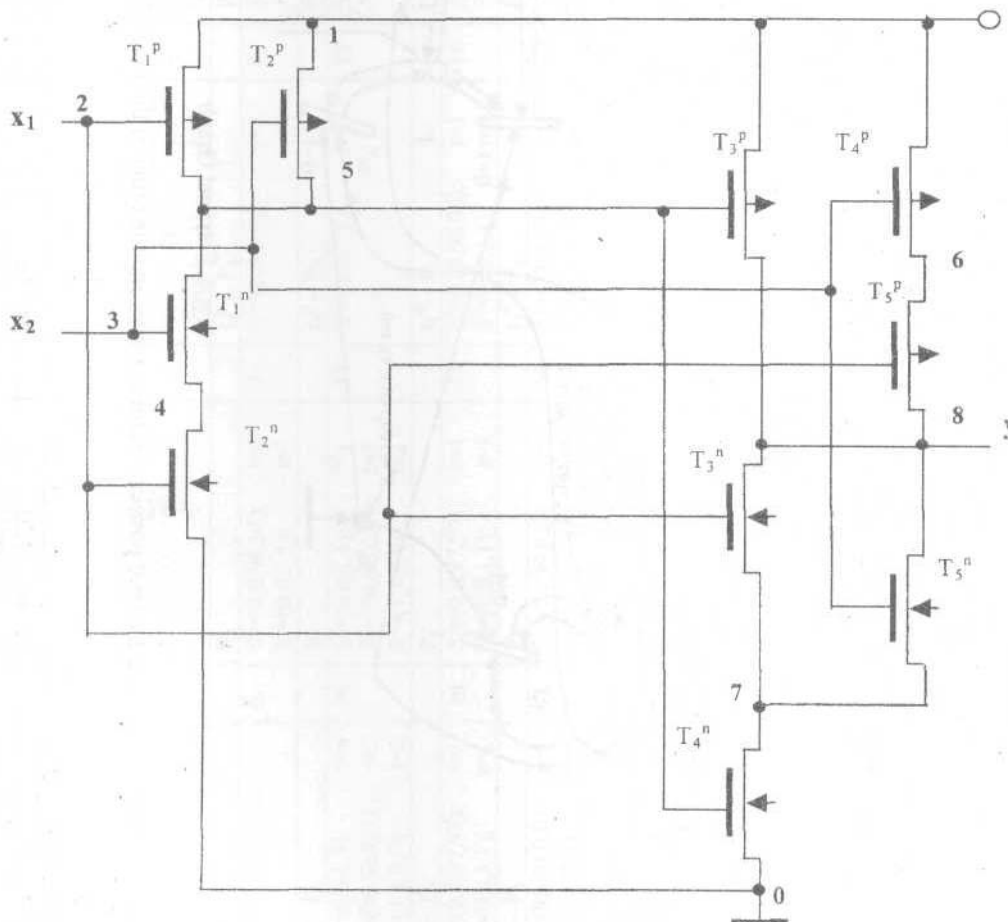 1
T₁ᵖ T₂ᵖ
x₁ 2
T₃ᵖ T₄ᵖ
5
6
T₁ⁿ T₅ᵖ
x₂ 3
4 8
T₂ⁿ T₃ⁿ
T₅ⁿ
7
T₄ⁿ
0